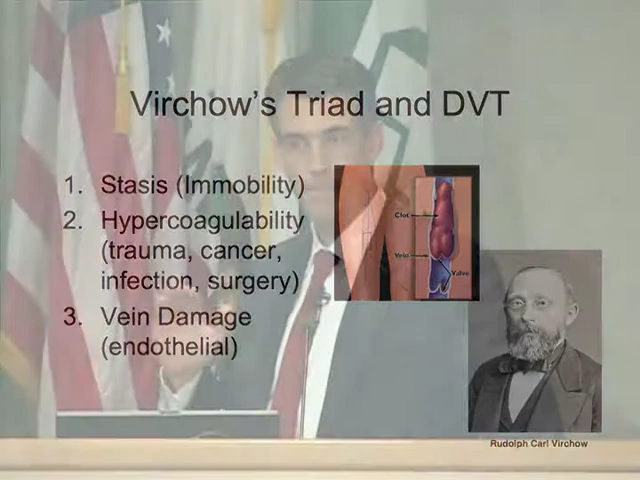 Virchow's Triad and DVT
1. Stasis (Immobility)
2. Hypercoagulability
(trauma, cancer,
infection, surgery)
3. Vein Damage
(endothelial)
Clot
Vein
Valve
Rudolph Carl Virchow